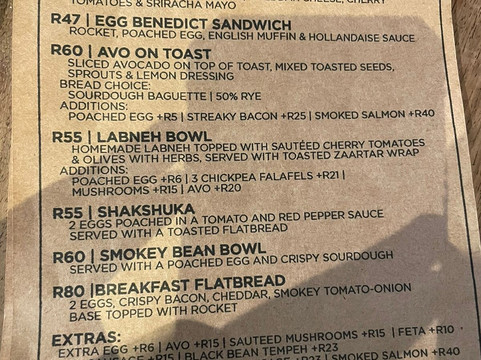 TOMATOES & SRIRACHA MAYO
R47 | EGG BENEDICT SANDWICH
ROCKET, POACHED EGG, ENGLISH MUFFIN & HOLLANDAISE SAUCE
R60 | AVO ON TOAST
SLICED AVOCADO ON TOP OF TOAST, MIXED TOASTED SEEDS,
SPROUTS & LEMON DRESSING
BREAD CHOICE:
SOURDOUGH BAGUETTE | 50% RYE
ADDITIONS:
POACHED EGG +R5 | STREAKY BACON +R25 | SMOKED SALMON +R40
R55 | LABNEH BOWL
HOMEMADE LABNEH TOPPED WITH SAUTÉED CHERRY TOMATOES
& OLIVES WITH HERBS, SERVED WITH TOASTED ZAARTAR WRAP
ADDITIONS:
POACHED EGG +R6 | 3 CHICKPEA FALAFELS +R21 |
MUSHROOMS +R15 | AVO +R20
R55 | SHAKSHUKA
2 EGGS POACHED IN A TOMATO AND RED PEPPER SAUCE
SERVED WITH A TOASTED FLATBREAD
R60 | SMOKEY BEAN BOWL
SERVED WITH A POACHED EGG AND CRISPY SOURDOUGH
R80 |BREAKFAST FLATBREAD
2 EGGS, CRISPY BACON, CHEDDAR, SMOKEY TOMATO-ONION
BASE TOPPED WITH ROCKET
EXTRAS:
EXTRA EGG +R6 | AVO +R15 | SAUTEED MUSHROOMS +R15 | FETA +R10
+R15 | BLACK BEAN TEMPEH +R23
SMOKED SALMON +R40